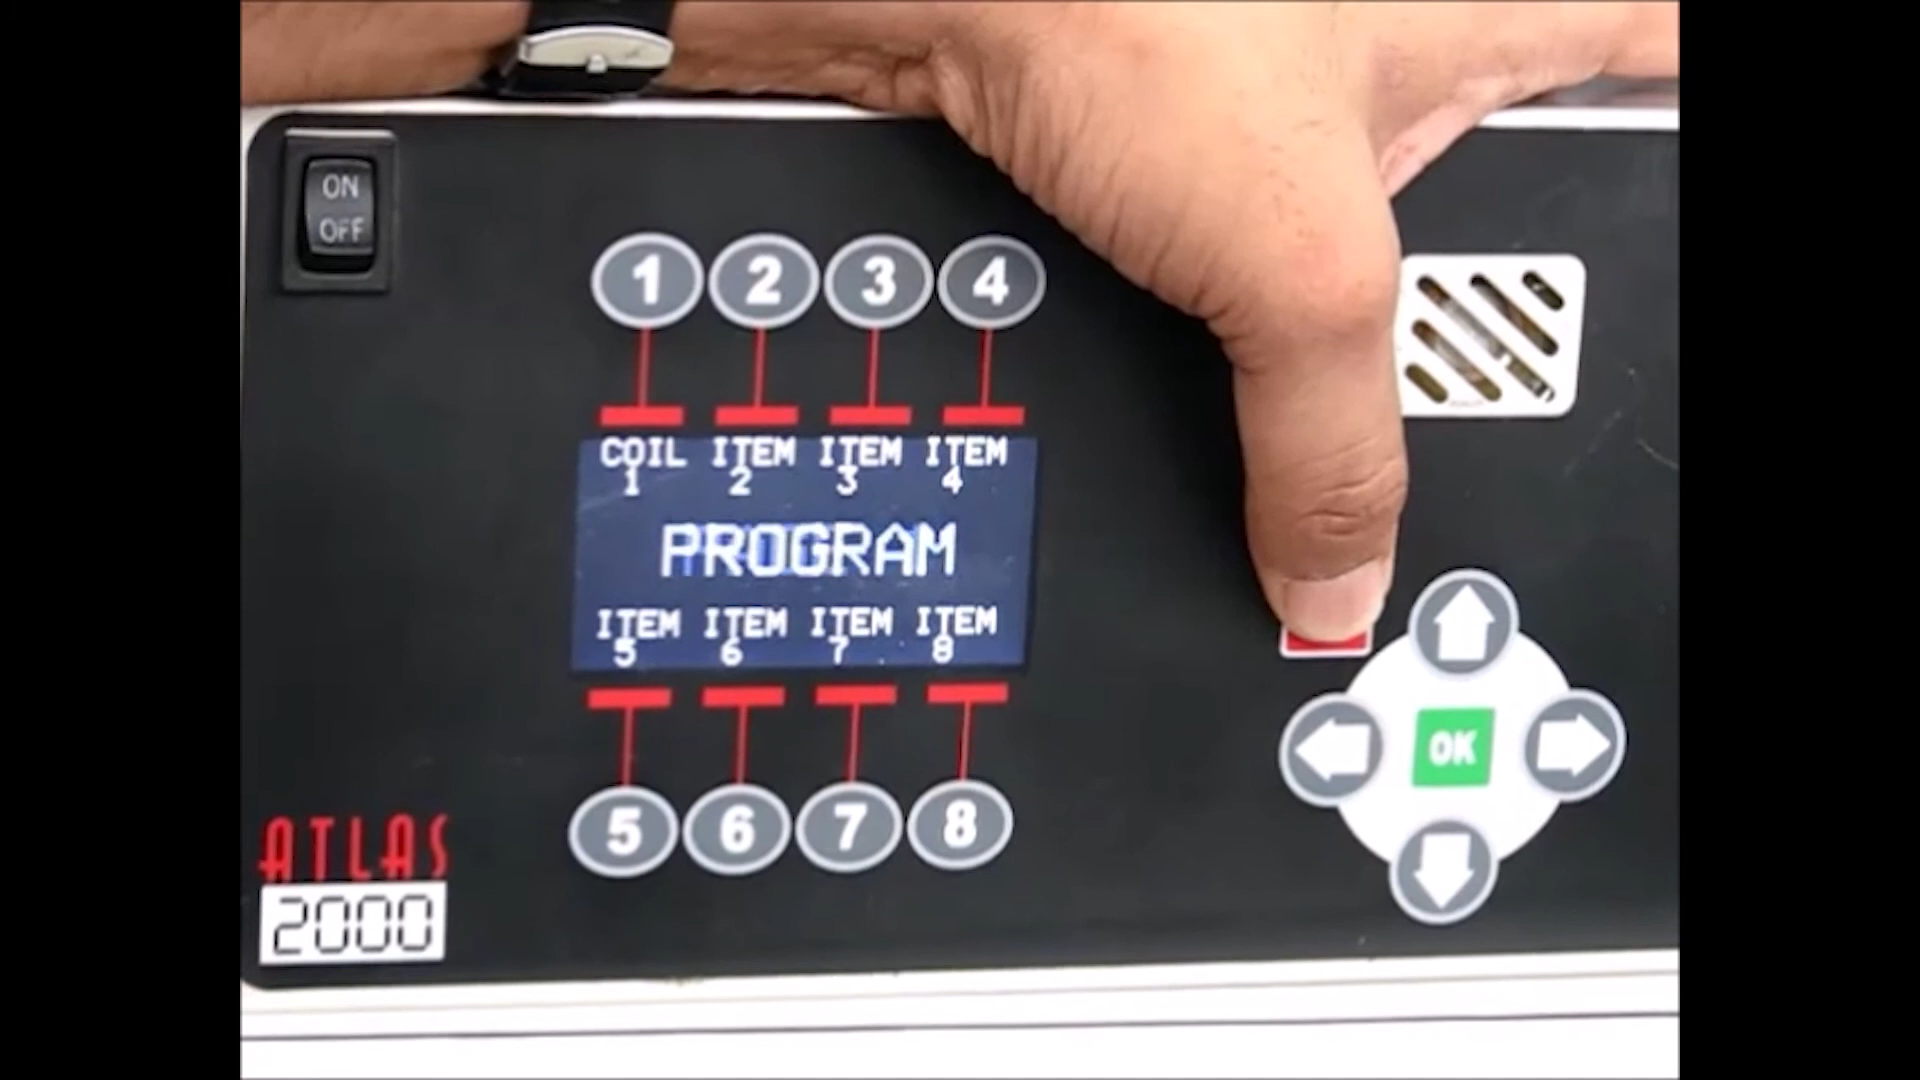 ON
OFF
1 2 3 4
COIL ITEM ITEM ITEM
1 2 3 4
PROGRAM
ITEM ITEM ITEM ITEM
5 6 7 8
OK
5 6 7 8
ATLAS
2000